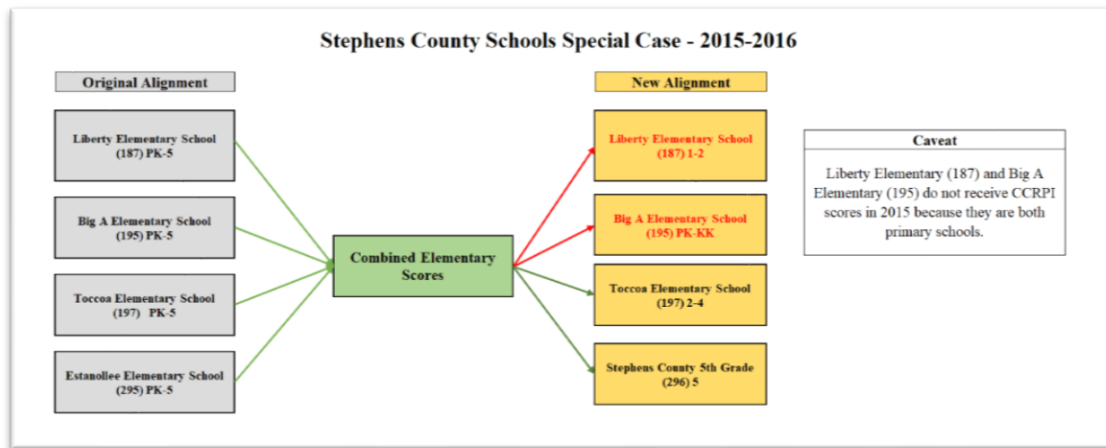 Stephens County Schools Special Case - 2015-2016
Original Alignment
Liberty Elementary School
(187) PK-5
Big A Elementary School
(195) PK-5
Toccoa Elementary School
(197) PK-5
Estanollee Elementary School
(295) PK-5
Combined Elementary
Scores
New Alignment
Liberty Elementary School
(187) 1-2
Big A Elementary School
(195) PK-KK
Toccoa Elementary School
(197) 2-4
Stephens County 5th Grade
(296) 5
Caveat
Liberty Elementary (187) and Big A
Elementary (195) do not receive CCRPI
scores in 2015 because they are both
primary schools.